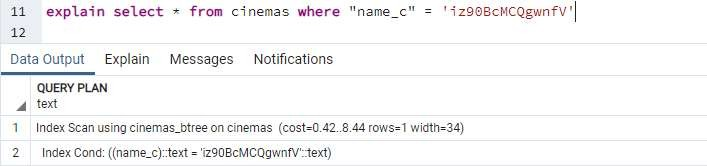 11 explain select * from cinemas where "name_c" = 'iz90BcMCQgwnfV'
12
Data Output Explain Messages Notifications
QUERY PLAN
text
1 Index Scan using cinemas_btree on cinemas (cost=0.42..8.44 rows=1 width=34)
2 Index Cond: ((name_c)::text = 'iz90BcMCQgwnfV'::text)